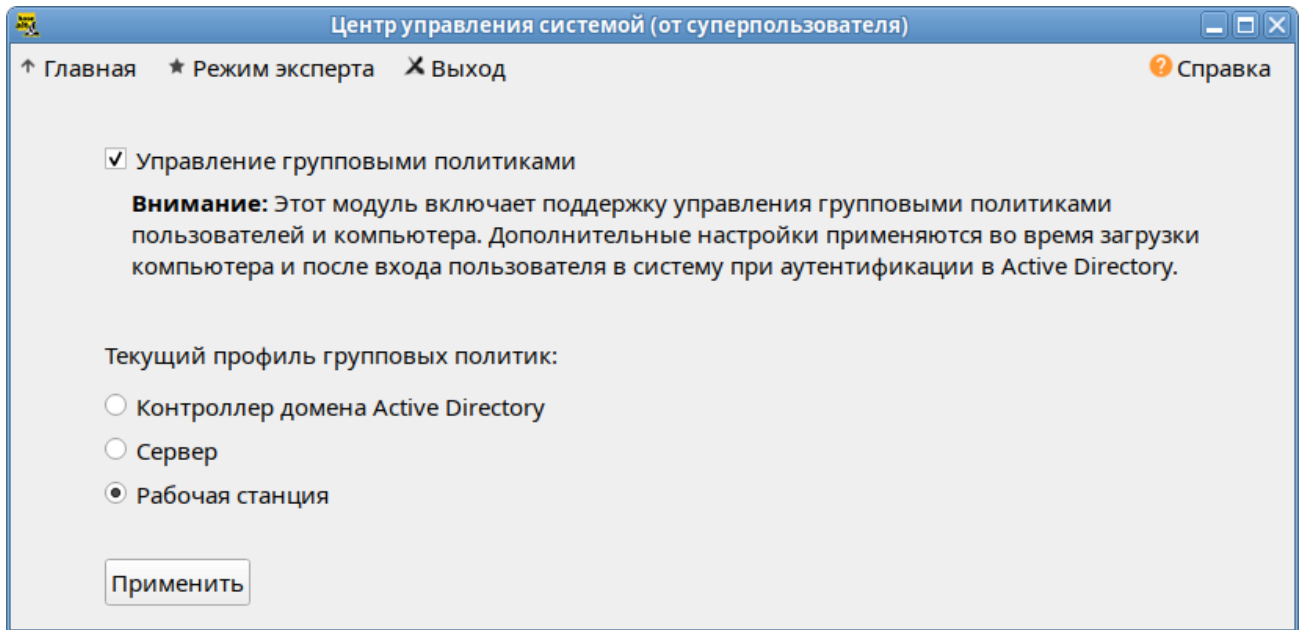 Центр управления системой (от суперпользователя)
Главная Режим эксперта Выход Справка
Управление групповыми политиками
Внимание: Этот модуль включает поддержку управления групповыми политиками
пользователей и компьютера. Дополнительные настройки применяются во время загрузки
компьютера и после входа пользователя в систему при аутентификации в Active Directory.
Текущий профиль групповых политик:
Контроллер домена Active Directory
Сервер
Рабочая станция
Применить